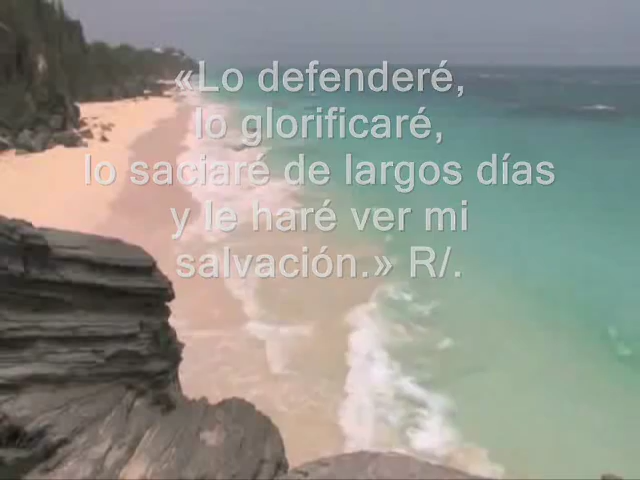 «Lo defenderé,
lo glorificaré,
lo saciaré de largos días
y le haré ver mi
salvación.» R/.